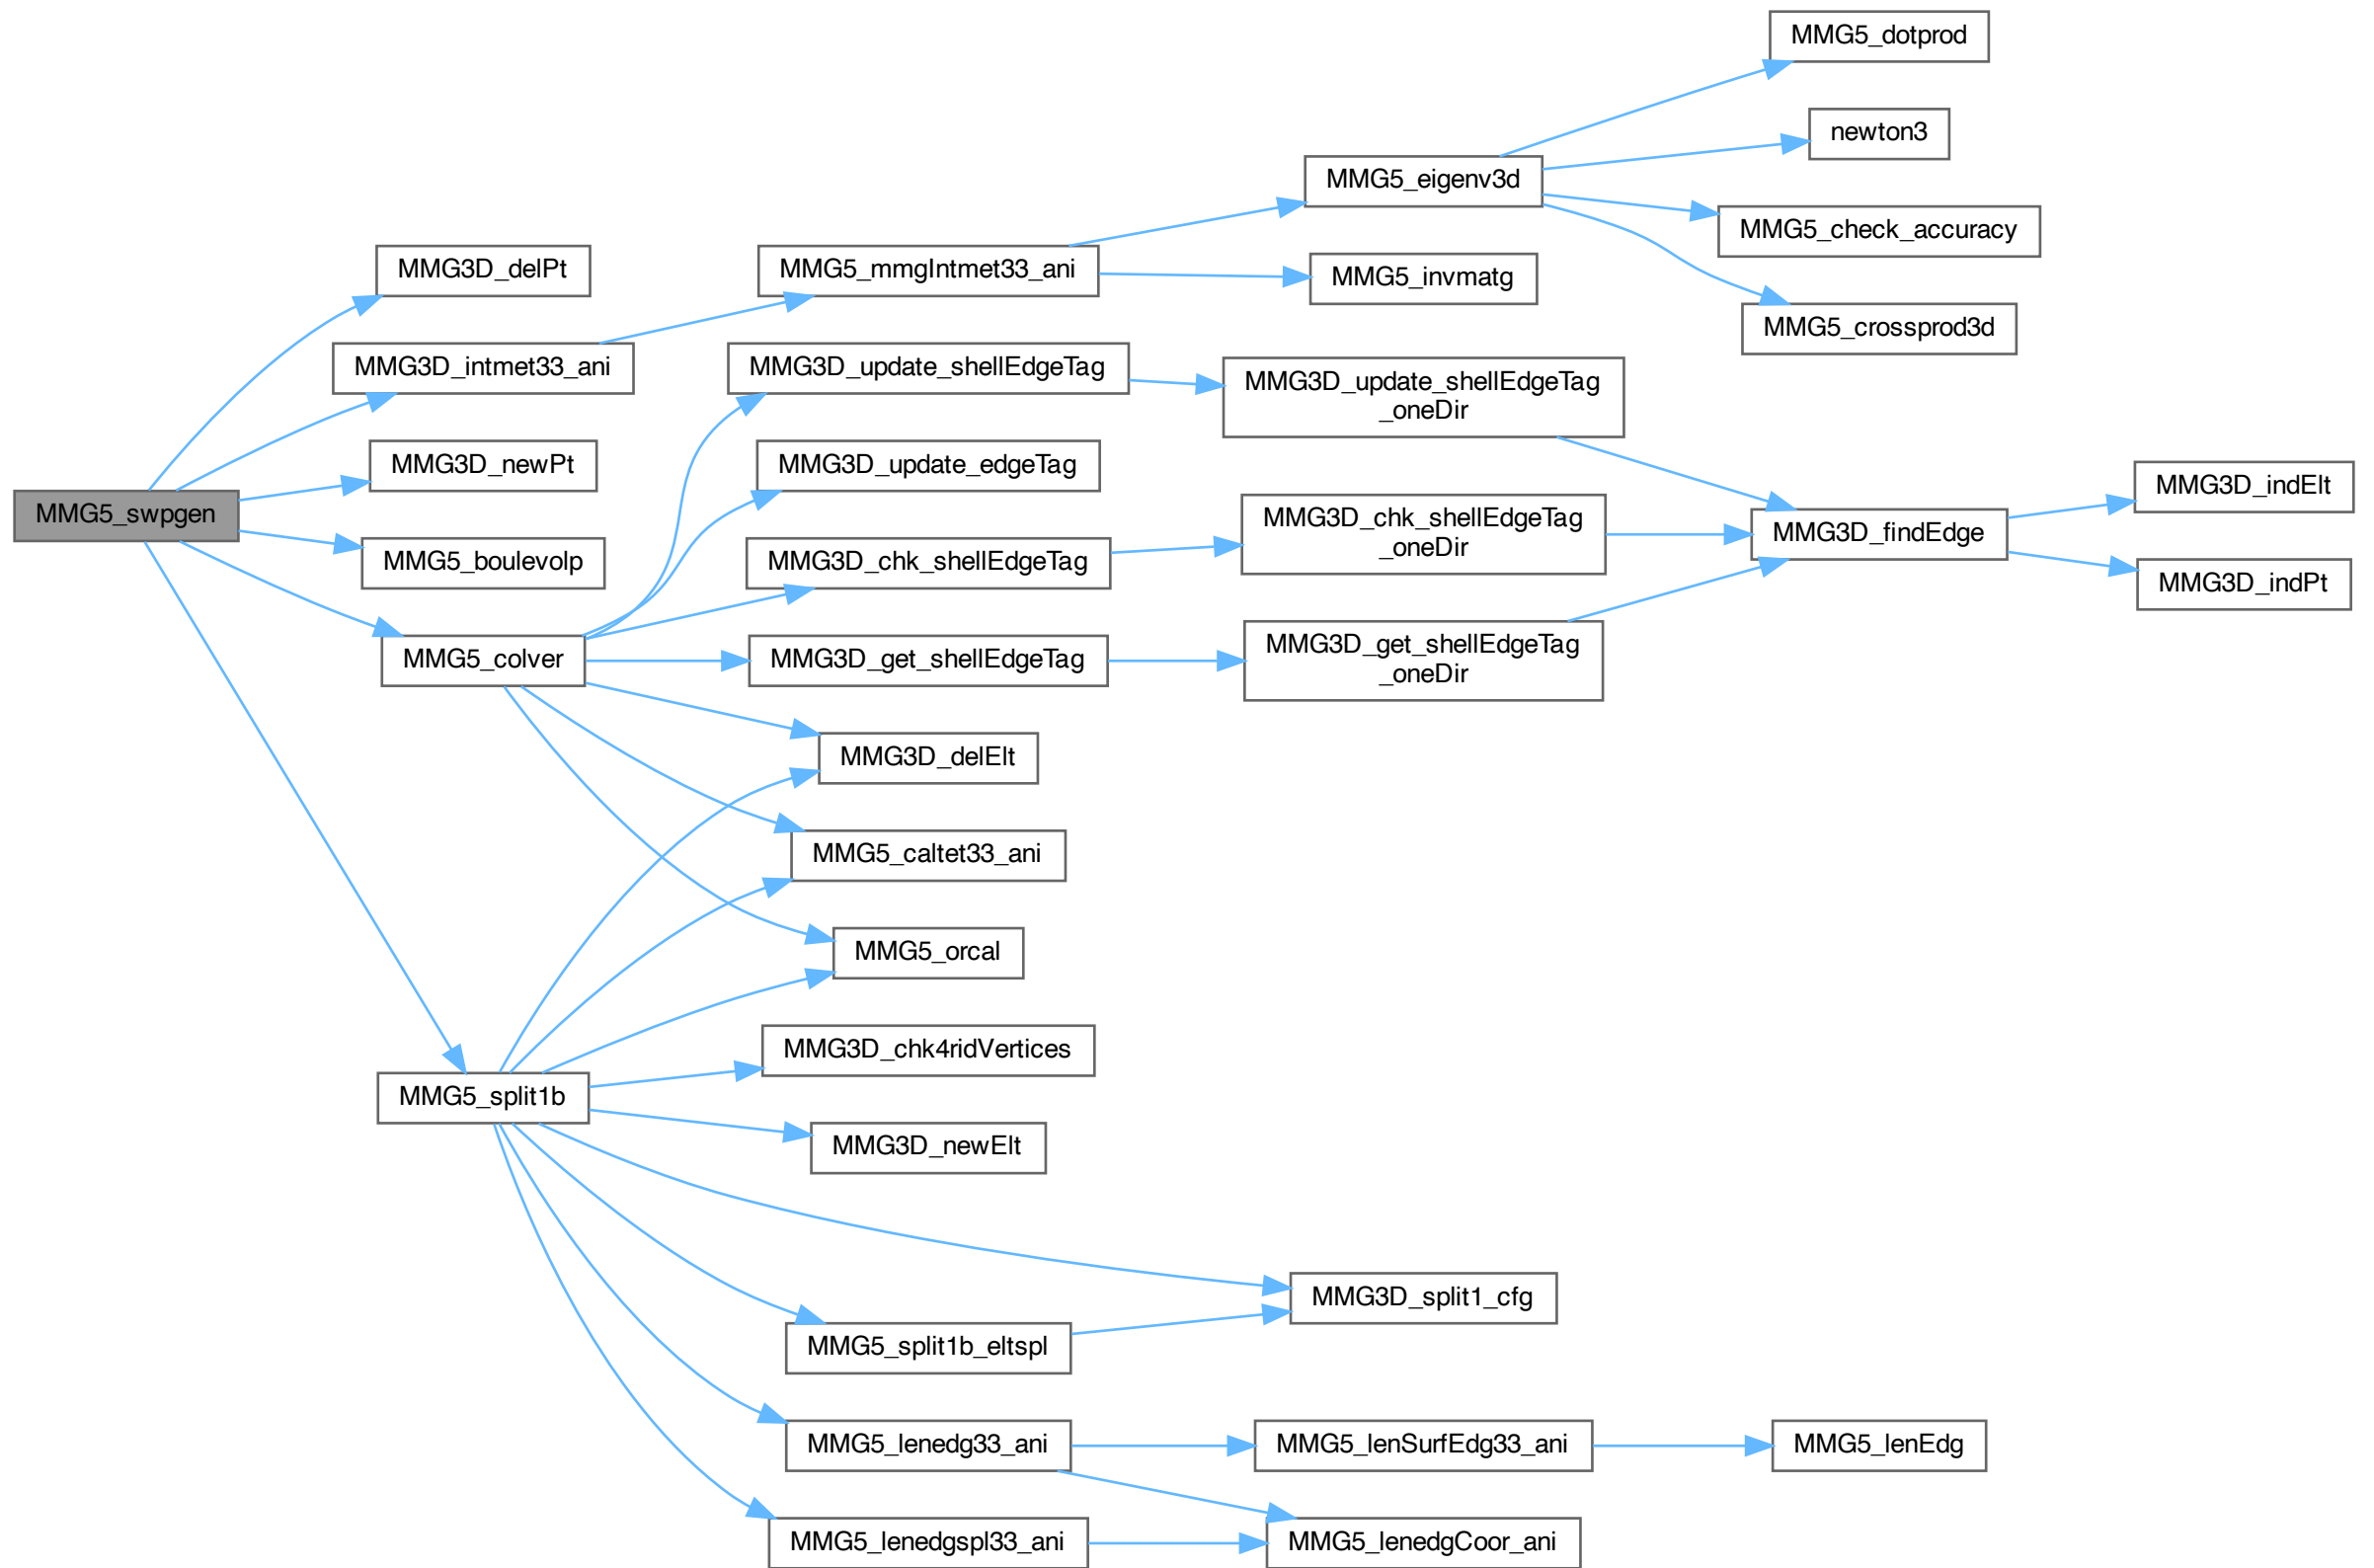 MMG5_swpgen
MMG3D_delPt
MMG3D_intmet33_ani
MMG3D_newPt
MMG5_boulevolp
MMG5_colver
MMG5_split1b
MMG5_mmgIntmet33_ani
MMG3D_update_shellEdgeTag
MMG3D_update_edgeTag
MMG3D_chk_shellEdgeTag
MMG3D_get_shellEdgeTag
MMG3D_delElt
MMG5_caltet33_ani
MMG5_orcal
MMG3D_chk4ridVertices
MMG3D_newElt
MMG5_split1b_eltspl
MMG5_lenedg33_ani
MMG5_lenedgspl33_ani
MMG5_eigenv3d
MMG5_invmatg
MMG3D_update_shellEdgeTag
_oneDir
MMG3D_chk_shellEdgeTag
_oneDir
MMG3D_get_shellEdgeTag
_oneDir
MMG3D_split1_cfg
MMG5_lenSurfEdg33_ani
MMG5_lenedgCoor_ani
MMG5_dotprod
newton3
MMG5_check_accuracy
MMG5_crossprod3d
MMG3D_findEdge
MMG5_lenEdg
MMG3D_indElt
MMG3D_indPt